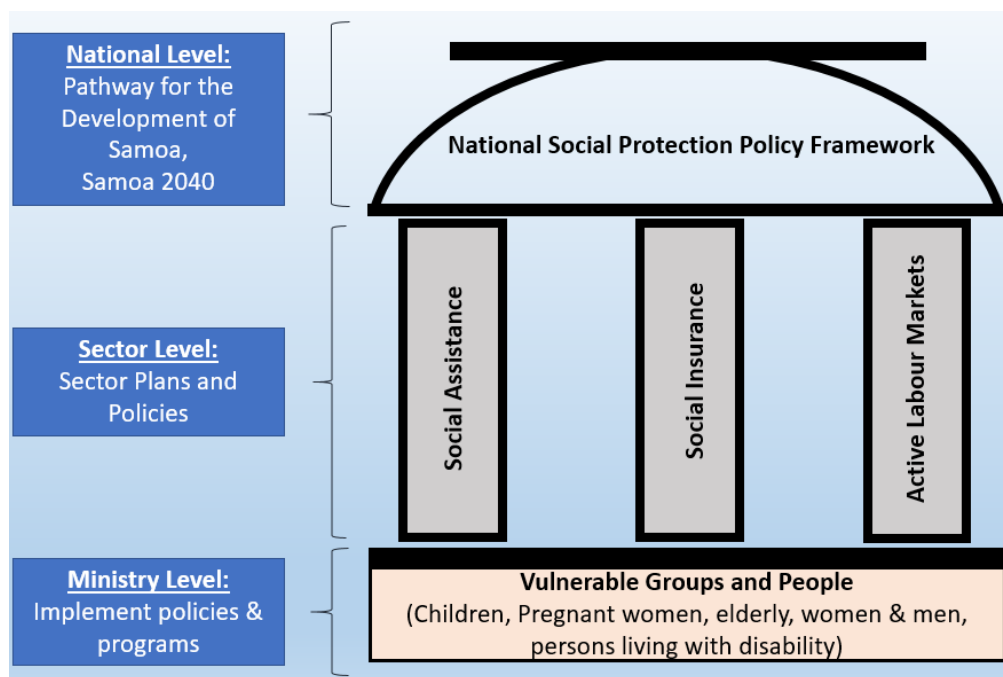 National Level:
Pathway for the
Development of
Samoa,
Samoa 2040
National Social Protection Policy Framework
Sector Level:
Sector Plans and
Policies
Social Assistance
Social Insurance
Active Labour Markets
Ministry Level:
Implement policies &
programs
Vulnerable Groups and People
(Children, Pregnant women, elderly, women & men,
persons living with disability)